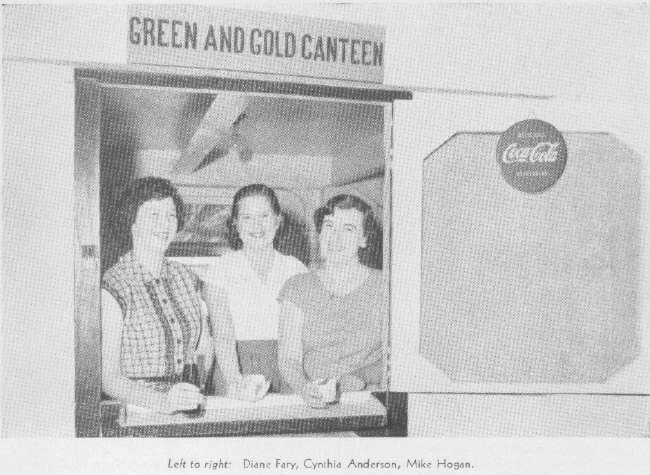 GREEN AND GOLD CANTEEN
Coca-Cola
Left to right: Diane Fary, Cynthia Anderson, Mike Hogan.